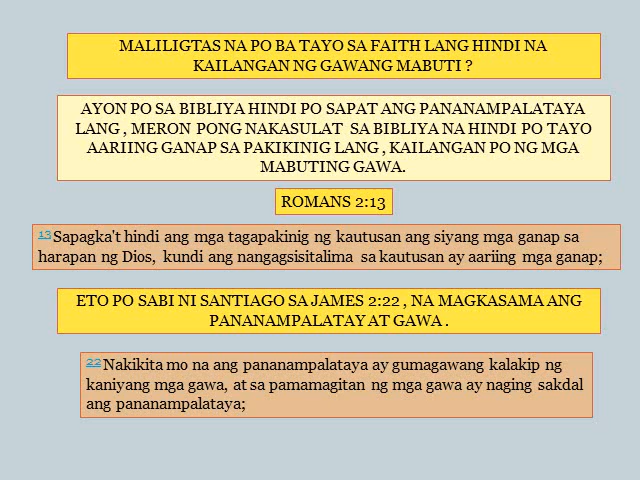 MALILIGTAS NA PO BA TAYO SA FAITH LANG HINDI NA
KAILANGAN NG GAWANG MABUTI ?
AYON PO SA BIBLIYA HINDI PO SAPAT ANG PANANAMPALATAYA
LANG , MERON PONG NAKASULAT SA BIBLIYA NA HINDI PO TAYO
AARIING GANAP SA PAKIKINIG LANG , KAILANGAN PO NG MGA
MABUTING GAWA.
ROMANS 2:13
13 Sapagka't hindi ang mga tagapakinig ng kautusan ang siyang mga ganap sa
harapan ng Dios, kundi ang nangagsisitalima sa kautusan ay aariing mga ganap;
ETO PO SABI NI SANTIAGO SA JAMES 2:22 , NA MAGKASAMA ANG
PANANAMPALATAY AT GAWA .
22 Nakikita mo na ang pananampalataya ay gumagawang kalakip ng
kaniyang mga gawa, at sa pamamagitan ng mga gawa ay naging sakdal
ang pananampalataya;